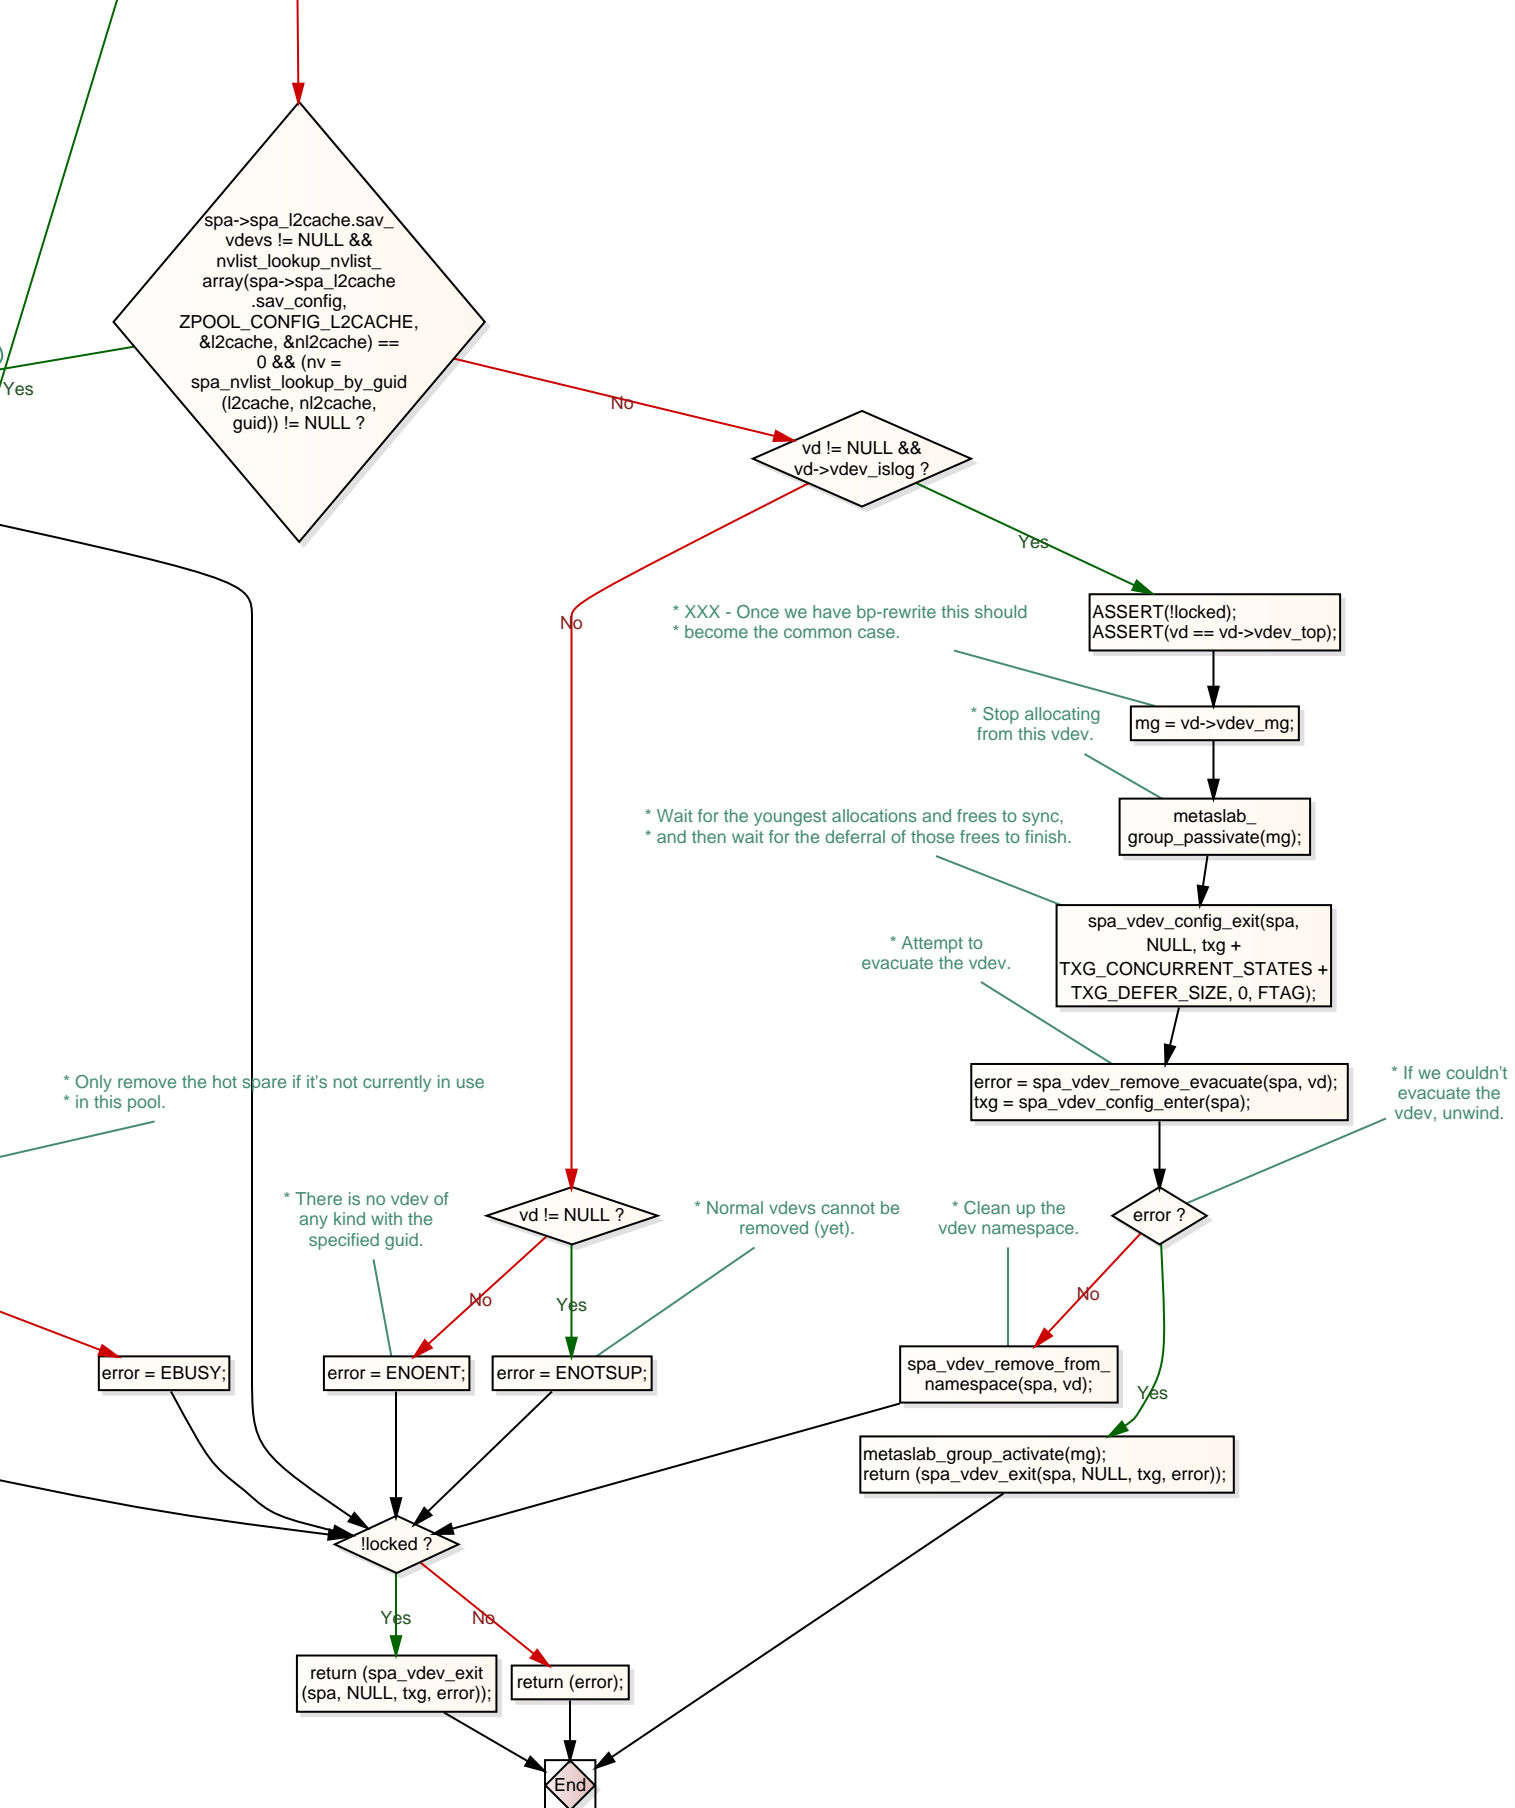 spa->spa_l2cache.sav_
vdevs != NULL &&
nvlist_lookup_nvlist_
array(spa->spa_l2cache
.sav_config,
ZPOOL_CONFIG_L2CACHE,
&l2cache, &nl2cache) ==
0 && (nv =
spa_nvlist_lookup_by_guid
(l2cache, nl2cache,
guid)) != NULL ?
Yes
No
vd != NULL &&
vd->vdev_islog ?
Yes
No
* XXX - Once we have bp-rewrite this should
* become the common case.
ASSERT(!locked);
ASSERT(vd == vd->vdev_top);
* Stop allocating
from this vdev.
mg = vd->vdev_mg;
* Wait for the youngest allocations and frees to sync,
* and then wait for the deferral of those frees to finish.
metaslab_
group_passivate(mg);
* Attempt to
evacuate the vdev.
spa_vdev_config_exit(spa,
NULL, txg +
TXG_CONCURRENT_STATES +
TXG_DEFER_SIZE, 0, FTAG);
* Only remove the hot spare if it's not currently in use
* in this pool.
error = spa_vdev_remove_evacuate(spa, vd);
txg = spa_vdev_config_enter(spa);
* If we couldn't
evacuate the
vdev, unwind.
* There is no vdev of
any kind with the
specified guid.
vd != NULL ?
* Normal vdevs cannot be
removed (yet).
* Clean up the
vdev namespace.
error ?
No
Yes
No
Yes
error = EBUSY;
error = ENOENT;
error = ENOTSUP;
spa_vdev_remove_from_
namespace(spa, vd);
metaslab_group_activate(mg);
return (spa_vdev_exit(spa, NULL, txg, error));
!locked ?
Yes
No
return (spa_vdev_exit
(spa, NULL, txg, error));
return (error);
End